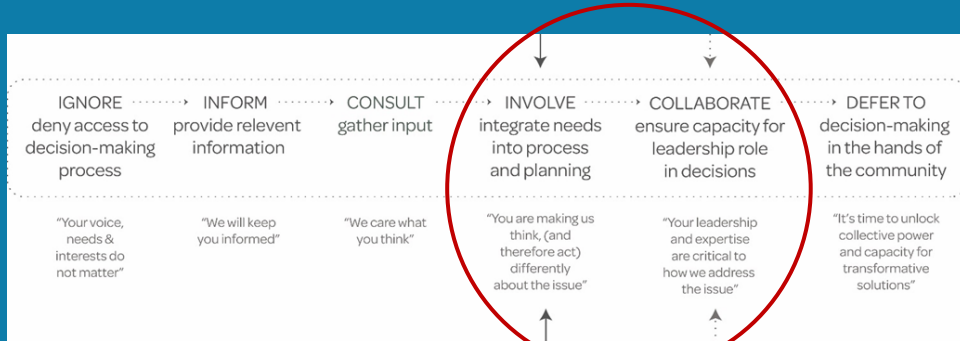 IGNORE
deny access to
decision-making
process
INFORM
provide relevent
information
CONSULT
gather input
INVOLVE
integrate needs
into process
and planning
COLLABORATE
ensure capacity for
leadership role
in decisions
DEFER TO
decision-making
in the hands of
the community
"Your voice,
needs &
interests do
not matter"
"We will keep
you informed"
"We care what
you think"
"You are making us
think, (and
therefore act)
differently
about the issue"
"Your leadership
and expertise
are critical to
how we address
the issue"
"It's time to unlock
collective power
and capacity for
transformative
solutions"